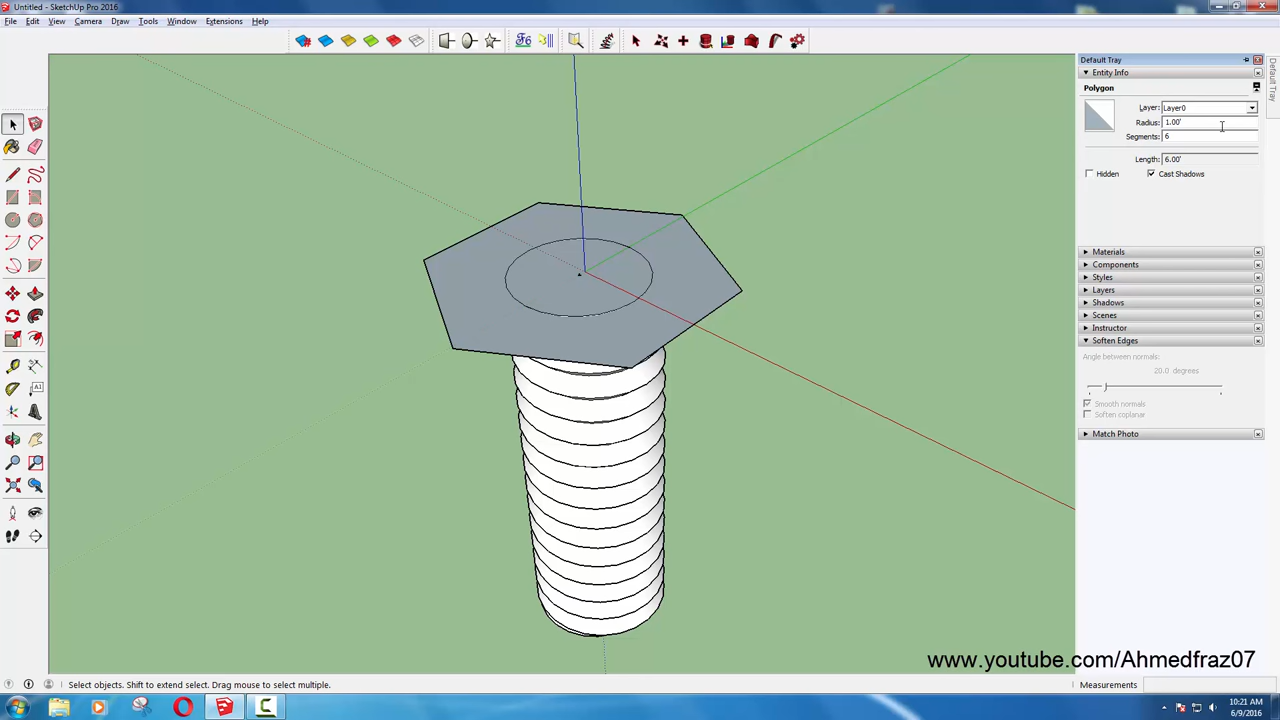 Untitled - SketchUp Pro 2016
File Edit View Camera Draw Tools Window Extensions Help
Default Tray
Default Tray
Entity Info
Polygon
Layer: Layer0
Radius: 1.00'
Segments: 6
Length: 6.00'
Hidden
Cast Shadows
Materials
Components
Styles
Layers
Shadows
Scenes
Instructor
Soften Edges
Angle between normals:
20.0 degrees
Smooth normals
Soften coplanar
Match Photo
www.youtube.com/Ahmedfraz07
Select objects. Shift to extend select. Drag mouse to select multiple.
Measurements
10:21 AM
6/9/2016